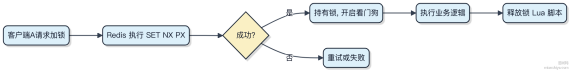 客户端A请求加锁
Redis 执行 SET NX PX
成功?
是
持有锁, 开启看门狗
执行业务逻辑
释放锁 Lua 脚本
否
重试或失败